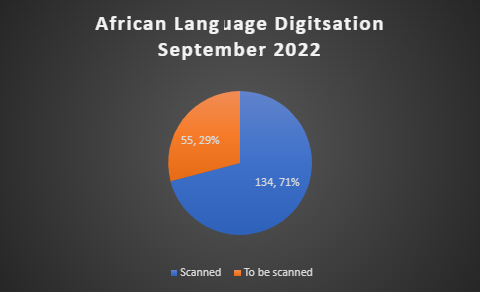 African Language Digitsation
September 2022
55, 29%
134, 71%
Scanned To be scanned